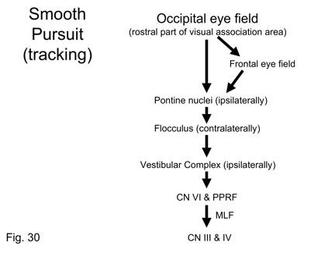 Smooth
Pursuit
(tracking)
Occipital eye field
(rostral part of visual association area)
Frontal eye field
Pontine nuclei (ipsilaterally)
Flocculus (contralaterally)
Vestibular Complex (ipsilaterally)
CN VI & PPRF
MLF
CN III & IV
Fig. 30